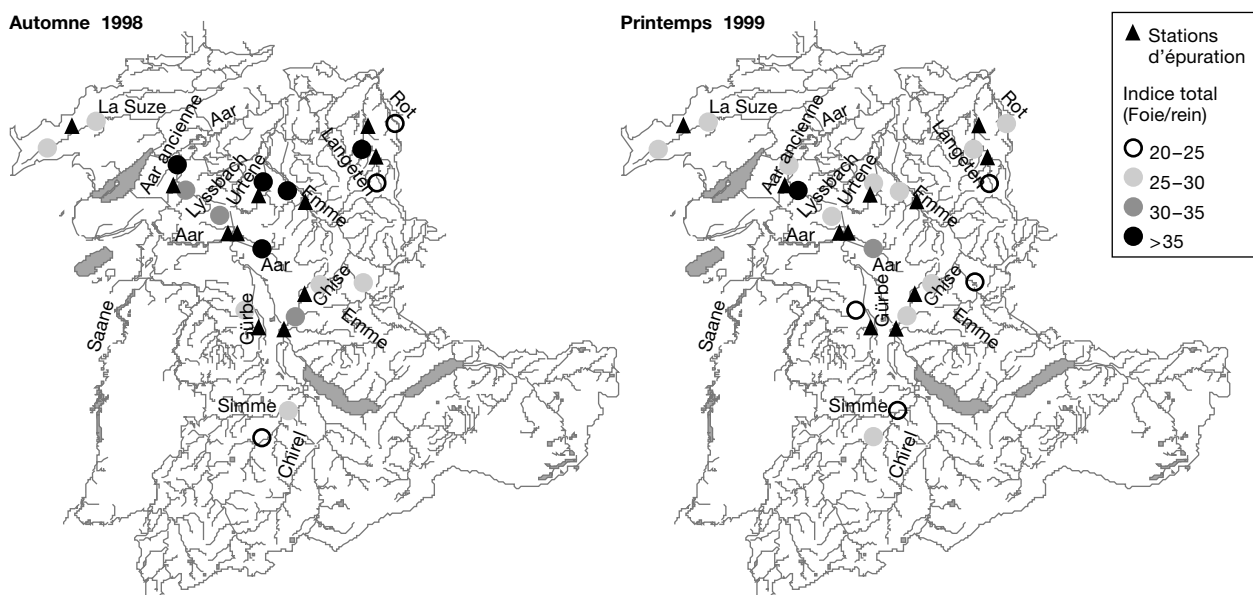 Automne 1998
La Suze
Aar ancienne
Aar
Lyssbach
Urtene
Emme
Langeten
Rot
Aar
Aar
Saane
Gürbe
Chise
Emme
Simme
Chirel
Printemps 1999
La Suze
Aar ancienne
Aar
Lyssbach
Urtene
Emme
Langeten
Rot
Aar
Aar
Saane
Gürbe
Chise
Emme
Simme
Chirel
Stations
d'épuration
Indice total
(Foie/rein)
20–25
25–30
30–35
>35